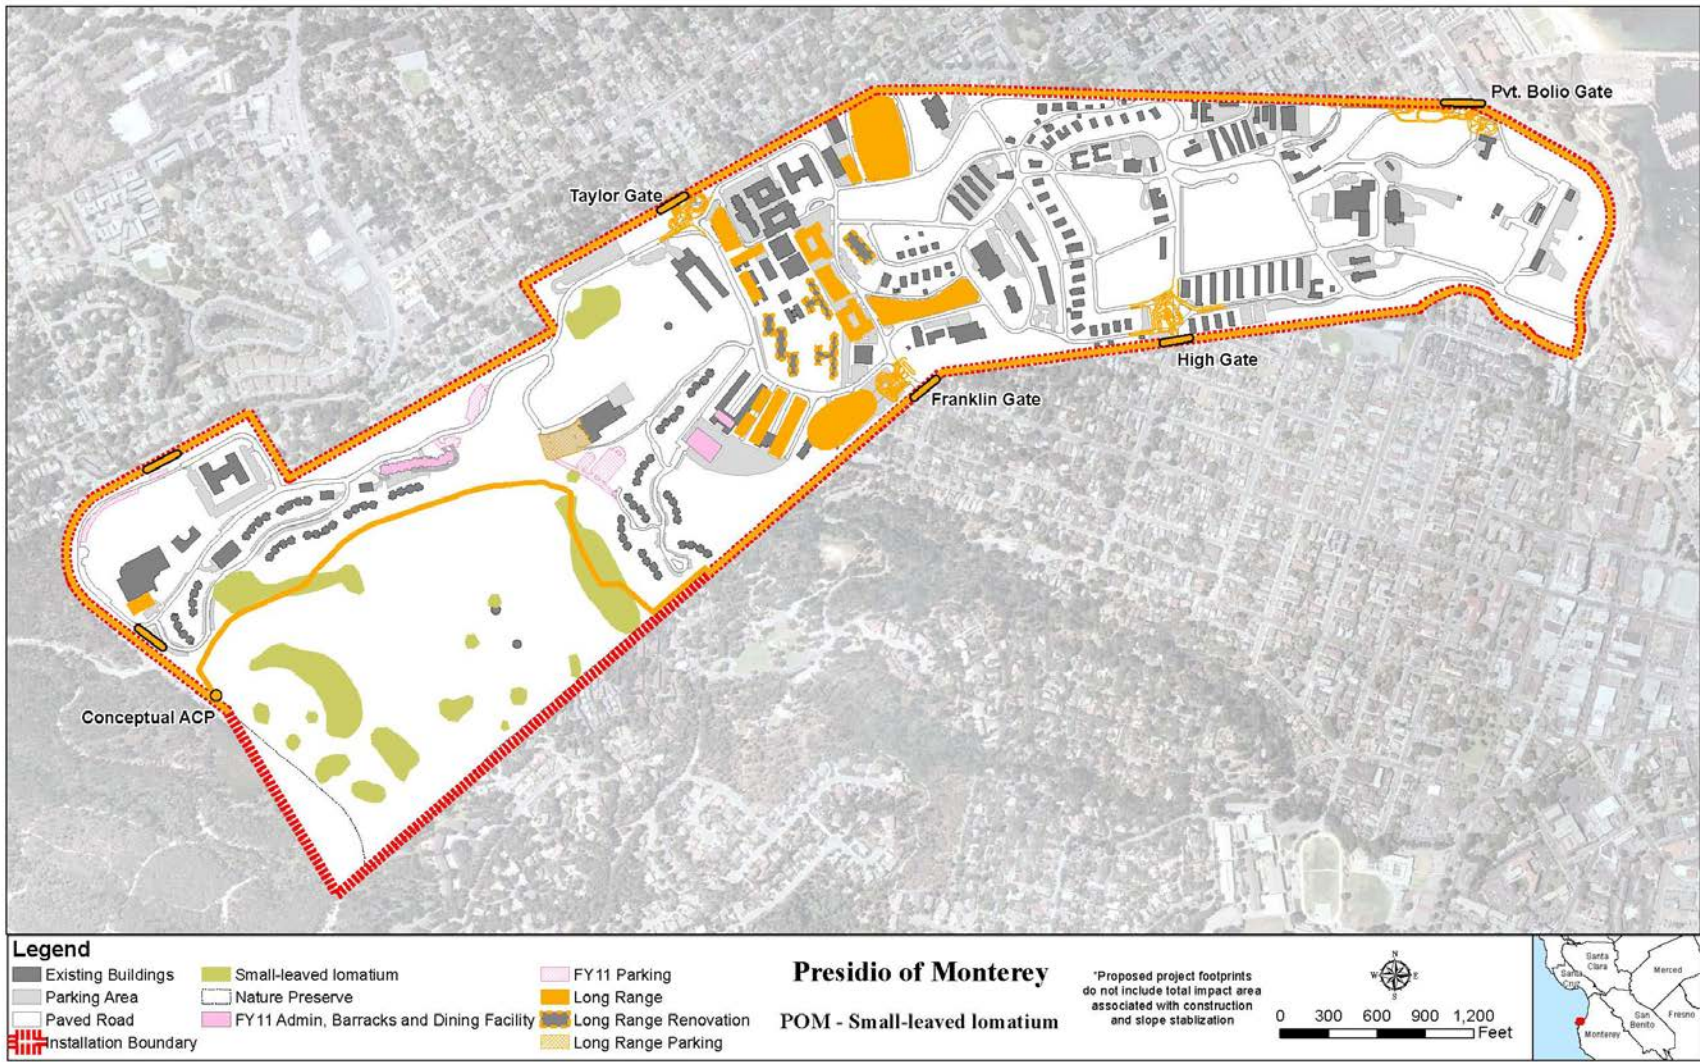 Pvt. Bolio Gate
Taylor Gate
High Gate
Franklin Gate
Conceptual ACP
Legend
Existing Buildings
Parking Area
Paved Road
Installation Boundary
Small-leaved lomatium
Nature Preserve
FY11 Admin, Barracks and Dining Facility
FY11 Parking
Long Range
Long Range Renovation
Long Range Parking
Presidio of Monterey
POM - Small-leaved lomatium
*Proposed project footprints
do not include total impact area
associated with construction
and slope stablization
N
W E
S
0 300 600 900 1,200
Feet
Santa
Clara
Santa
Cruz
Merced
San
Benito
Fresno
Monterey